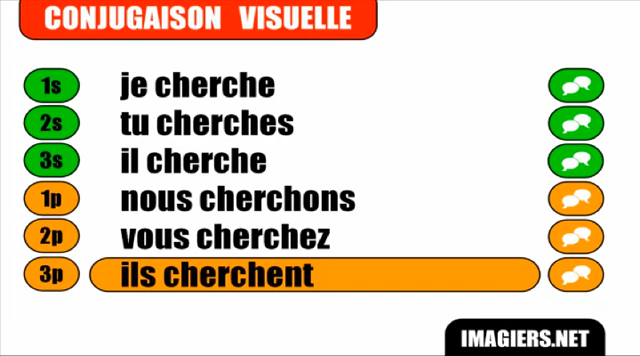 CONJUGAISON VISUELLE
1s je cherche
2s tu cherches
3s il cherche
1p nous cherchons
2p vous cherchez
3p ils cherchent
IMAGIERS.NET